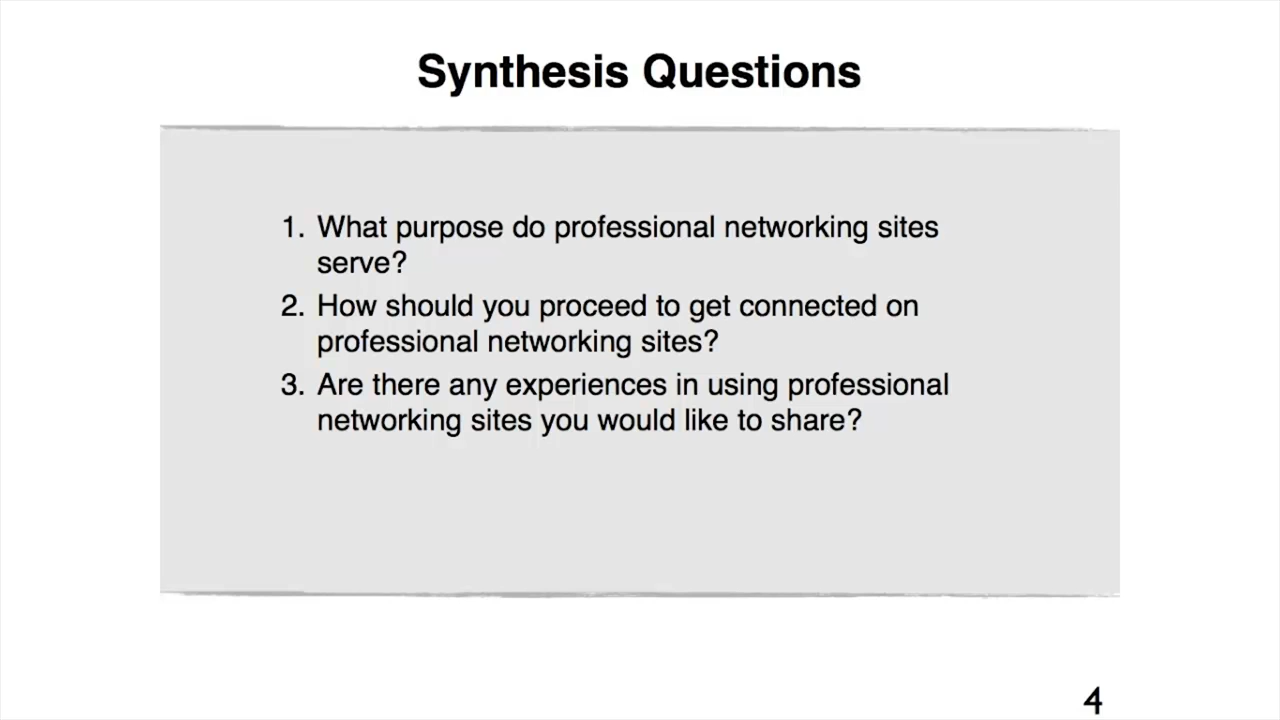 Synthesis Questions
1. What purpose do professional networking sites
serve?
2. How should you proceed to get connected on
professional networking sites?
3. Are there any experiences in using professional
networking sites you would like to share?
4